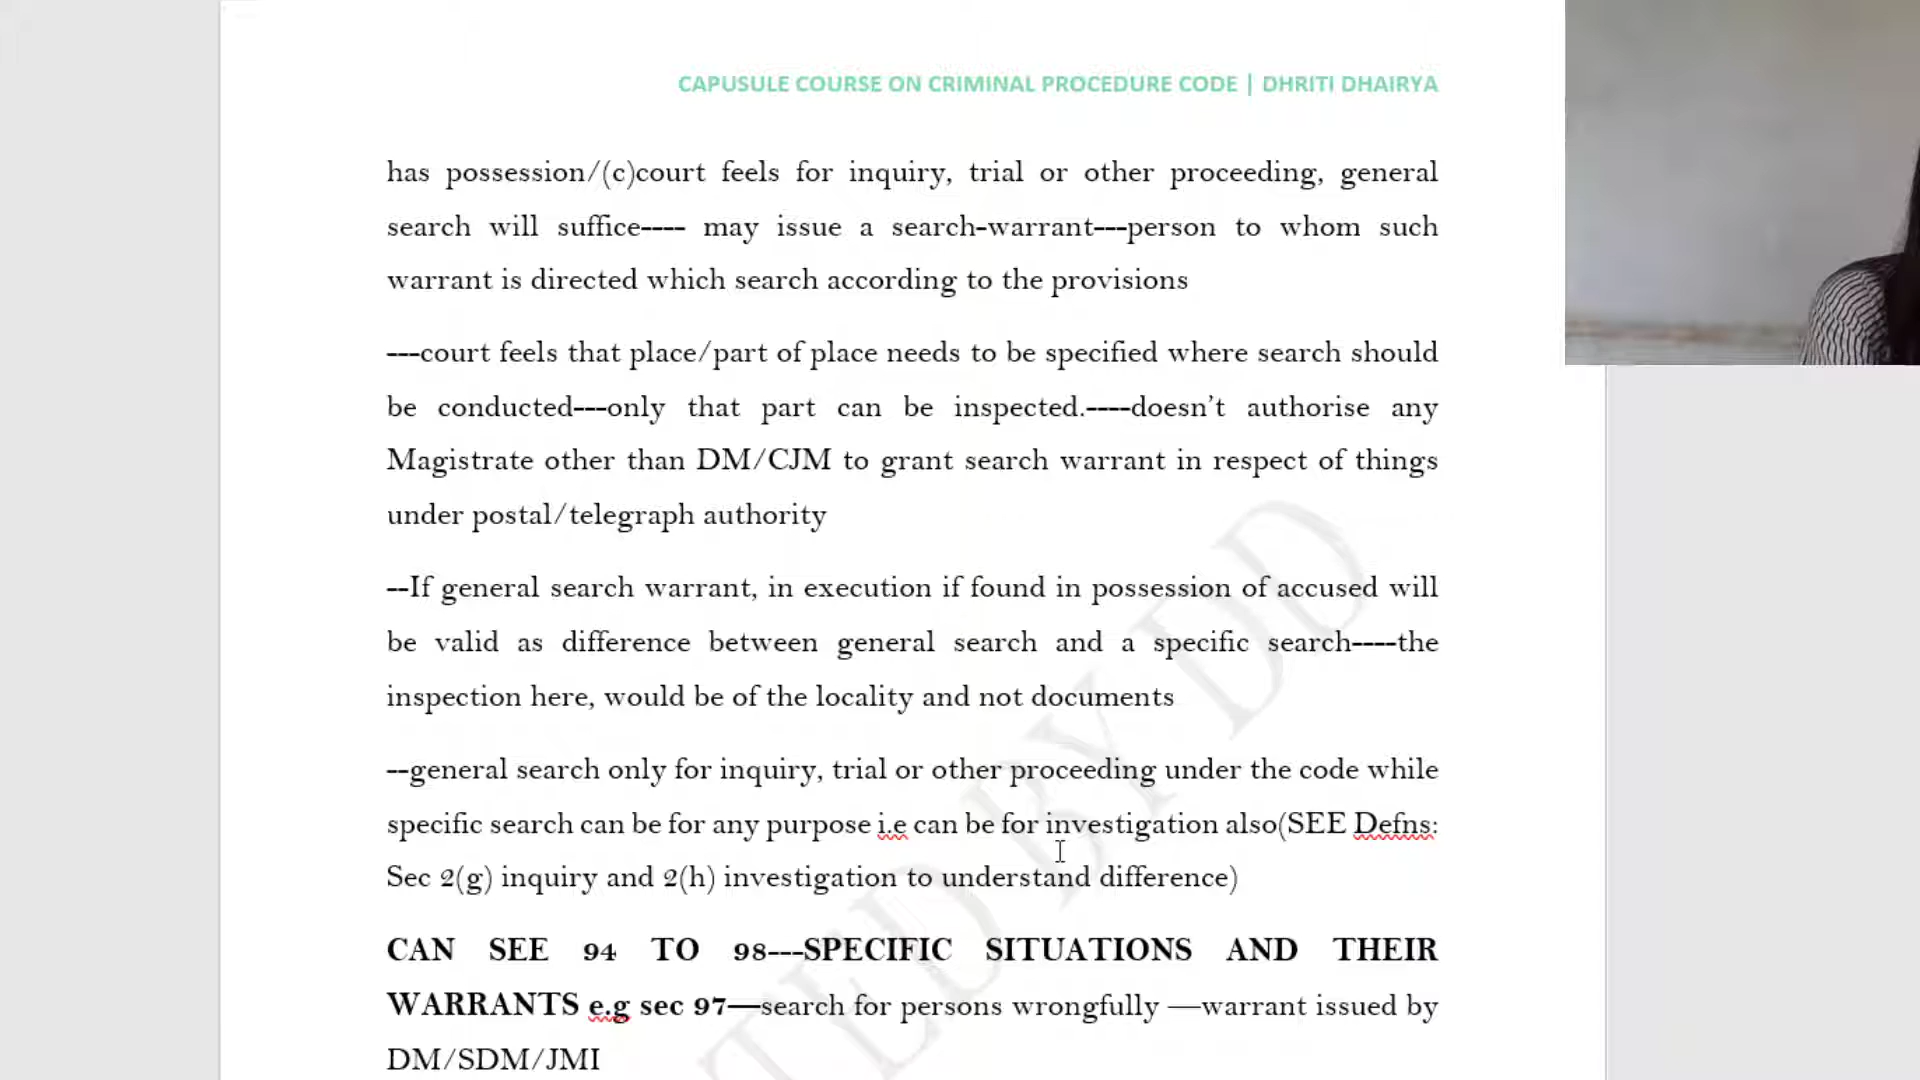 CAPUSULE COURSE ON CRIMINAL PROCEDURE CODE | DHRITI DHAIRYA
has possession/(c)court feels for inquiry, trial or other proceeding, general
search will suffice---- may issue a search-warrant---person to whom such
warrant is directed which search according to the provisions
---court feels that place/part of place needs to be specified where search should
be conducted---only that part can be inspected.----doesn’t authorise any
Magistrate other than DM/CJM to grant search warrant in respect of things
under postal/telegraph authority
--If general search warrant, in execution if found in possession of accused will
be valid as difference between general search and a specific search----the
inspection here, would be of the locality and not documents
--general search only for inquiry, trial or other proceeding under the code while
specific search can be for any purpose i.e can be for investigation also(SEE Defns:
Sec 2(g) inquiry and 2(h) investigation to understand difference)
CAN SEE 94 TO 98---SPECIFIC SITUATIONS AND THEIR
WARRANTS e.g sec 97—search for persons wrongfully —warrant issued by
DM/SDM/JMI
TED BY DD